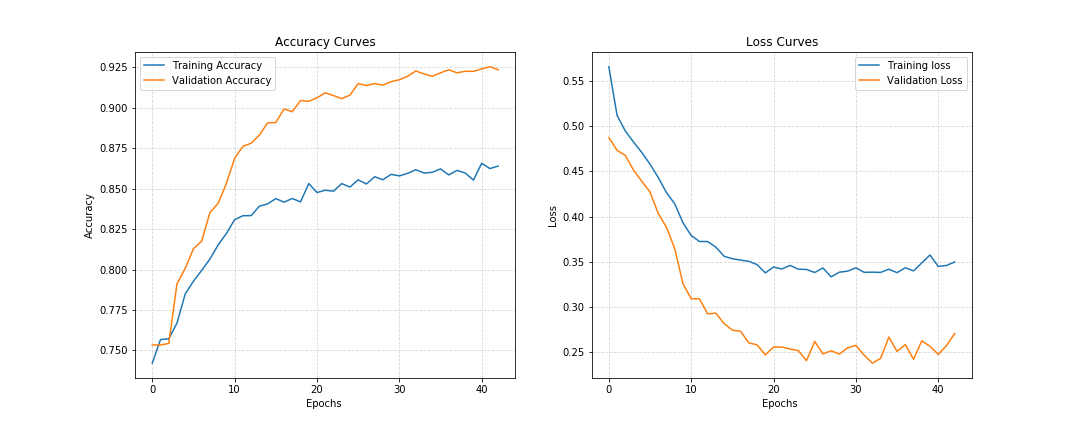 Accuracy Curves
Training Accuracy
Validation Accuracy
0.925
0.900
0.875
0.850
0.825
0.800
0.775
0.750
Accuracy
0 10 20 30 40
Epochs
Loss Curves
Training loss
Validation Loss
0.55
0.50
0.45
0.40
0.35
0.30
0.25
Loss
0 10 20 30 40
Epochs